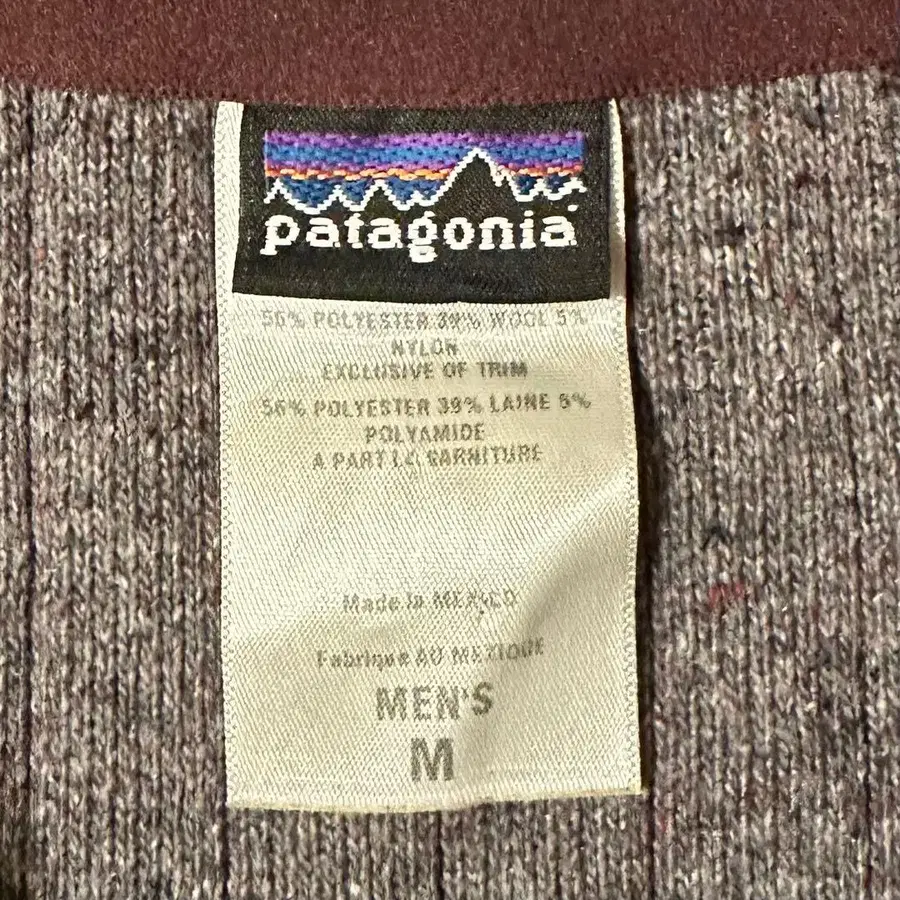 patagonia
56% POLYESTER 39% WOOL 5%
NYLON
EXCLUSIVE OF TRIM
56% POLYESTER 39% LAINE 5%
POLYAMIDE
A PART LA GARNITURE
Made in MEXICO
Fabrique AU MEXIQUE
MEN'S
M